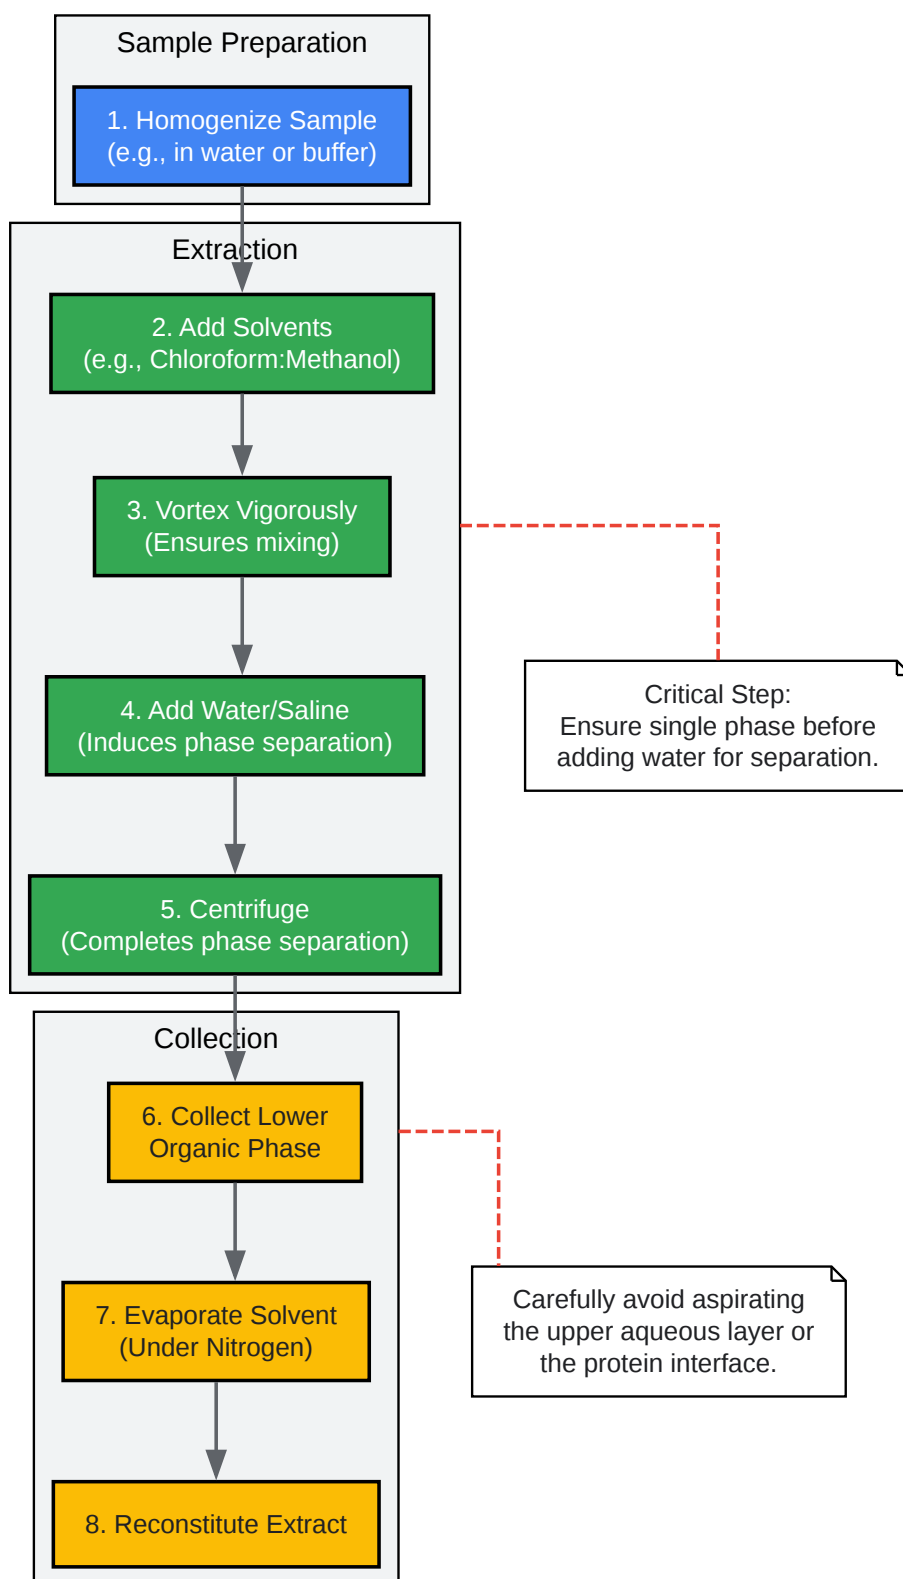 Sample Preparation
1. Homogenize Sample
(e.g., in water or buffer)
Extraction
2. Add Solvents
(e.g., Chloroform:Methanol)
3. Vortex Vigorously
(Ensures mixing)
4. Add Water/Saline
(Induces phase separation)
Critical Step:
Ensure single phase before
adding water for separation.
5. Centrifuge
(Completes phase separation)
Collection
6. Collect Lower
Organic Phase
7. Evaporate Solvent
(Under Nitrogen)
Carefully avoid aspirating
the upper aqueous layer or
the protein interface.
8. Reconstitute Extract